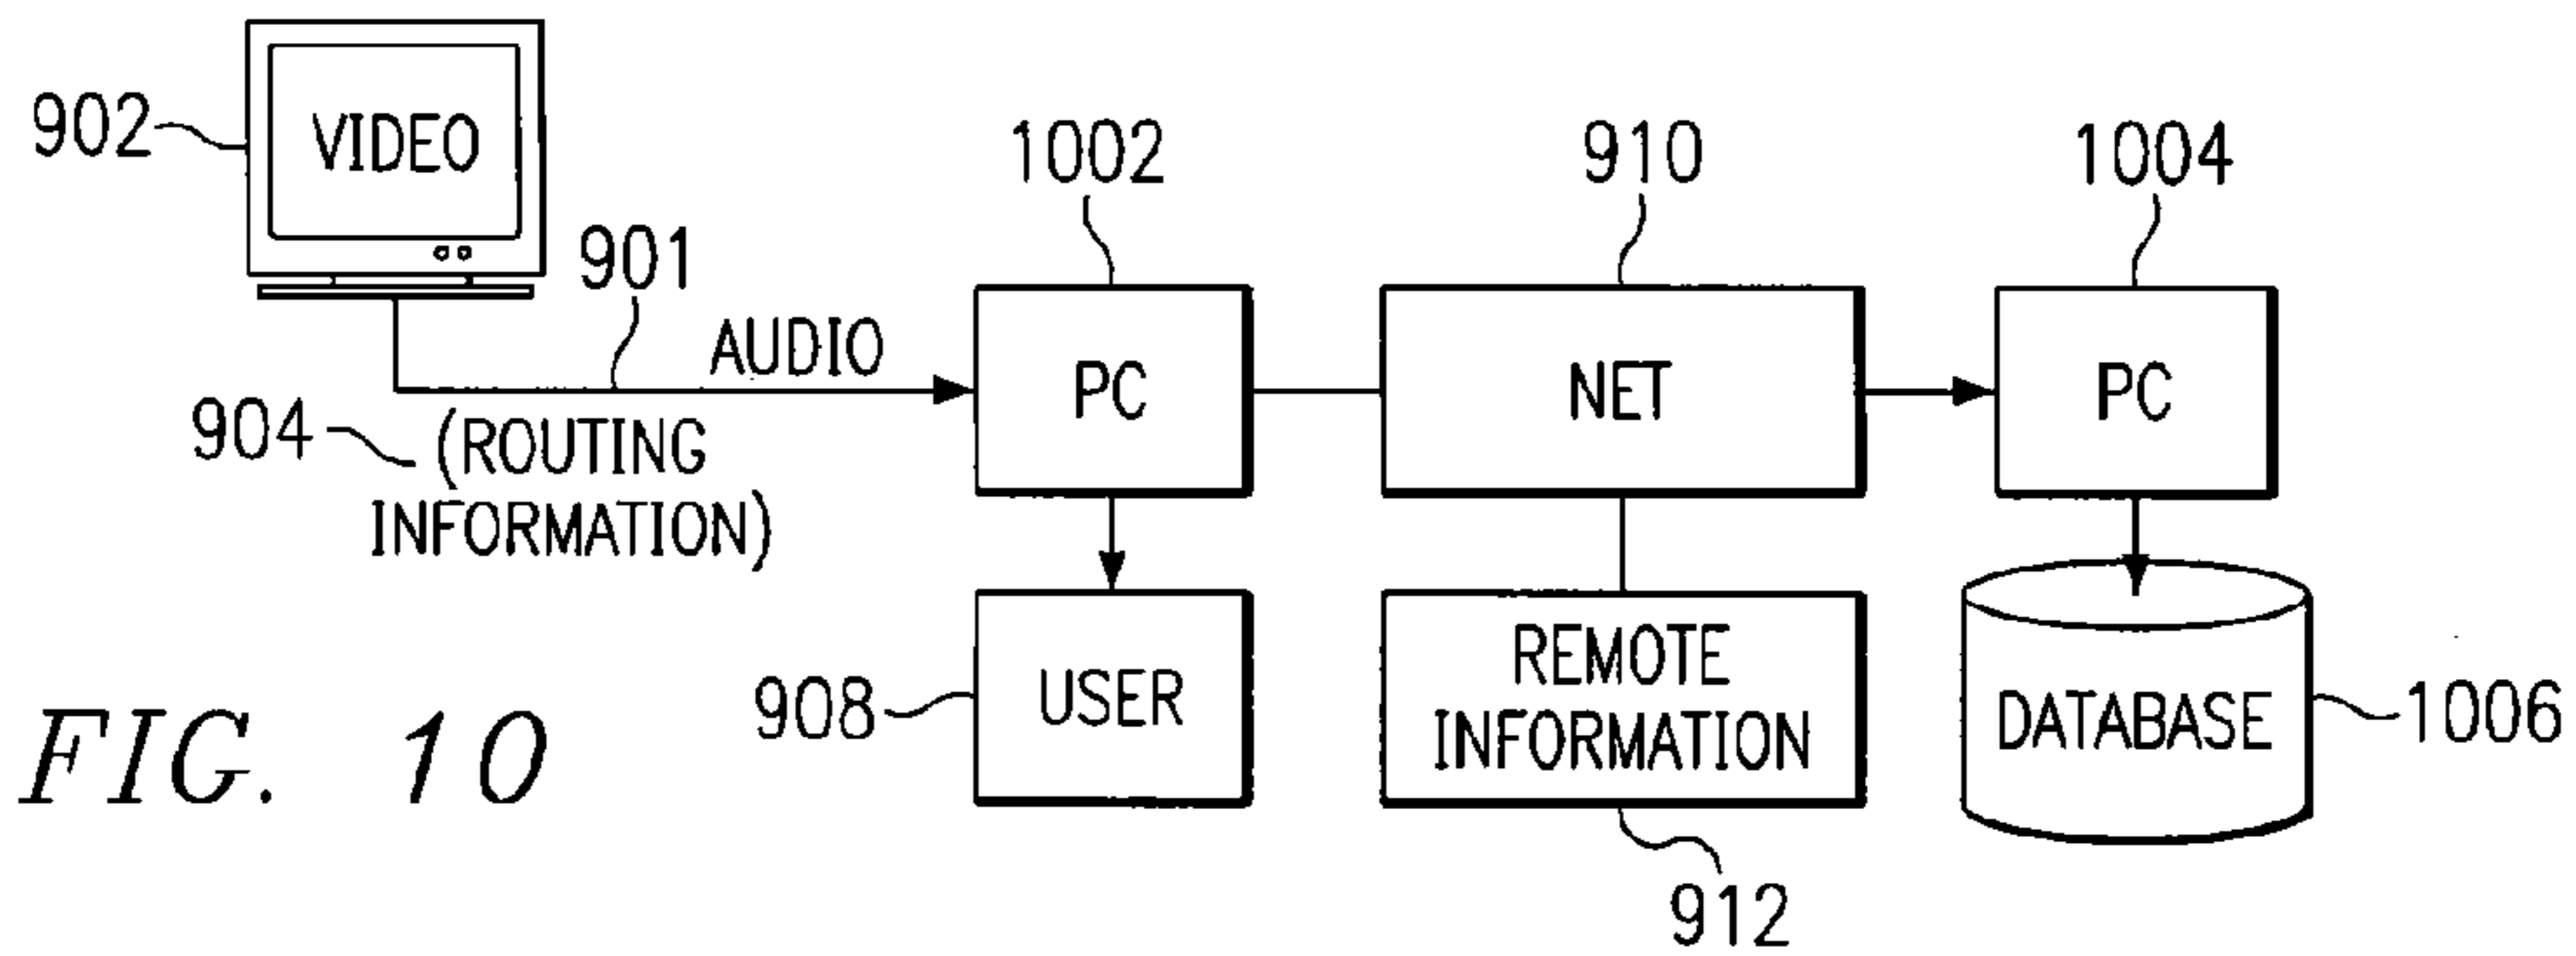 902
VIDEO
901
AUDIO
904
(ROUTING
INFORMATION)
1002
PC
910
NET
1004
PC
908
USER
REMOTE
INFORMATION
912
DATABASE
1006
FIG. 10